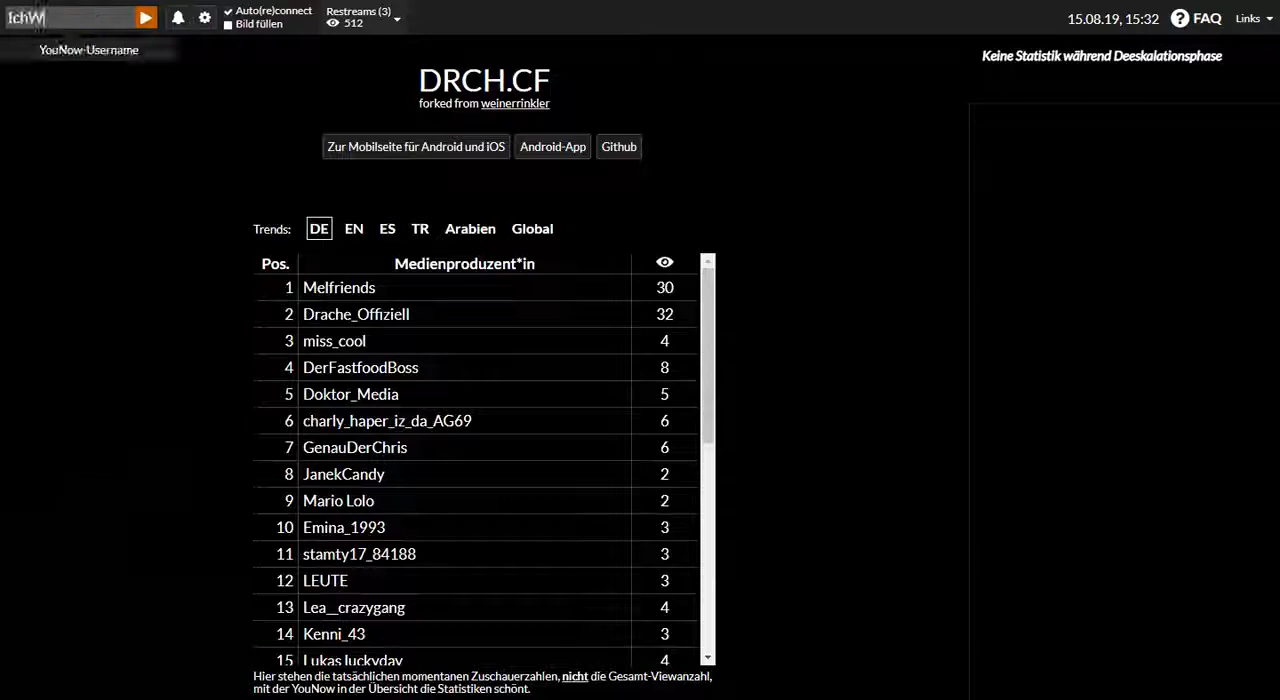 IchW
Auto(re)connect
Bild füllen
Restreams (3)
512
15.08.19, 15:32
FAQ
Links
YouNow-Username
Keine Statistik während Deeskalationsphase
DRCH.CF
forked from weinerrinkler
Zur Mobilseite für Android und iOS
Android-App
Github
Trends: DE EN ES TR Arabien Global
Pos. Medienproduzent*in
1 Melfriends 30
2 Drache_Offiziell 32
3 miss_cool 4
4 DerFastfoodBoss 8
5 Doktor_Media 5
6 charly_haper_iz_da_AG69 6
7 GenauDerChris 6
8 JanekCandy 2
9 Mario Lolo 2
10 Emina_1993 3
11 stamty17_84188 3
12 LEUTE 3
13 Lea__crazygang 4
14 Kenni_43 3
15 Lukas luckyday 4
Hier stehen die tatsächlichen momentanen Zuschauerzahlen, nicht die Gesamt-Viewanzahl,
mit der YouNow in der Übersicht die Statistiken schönt.